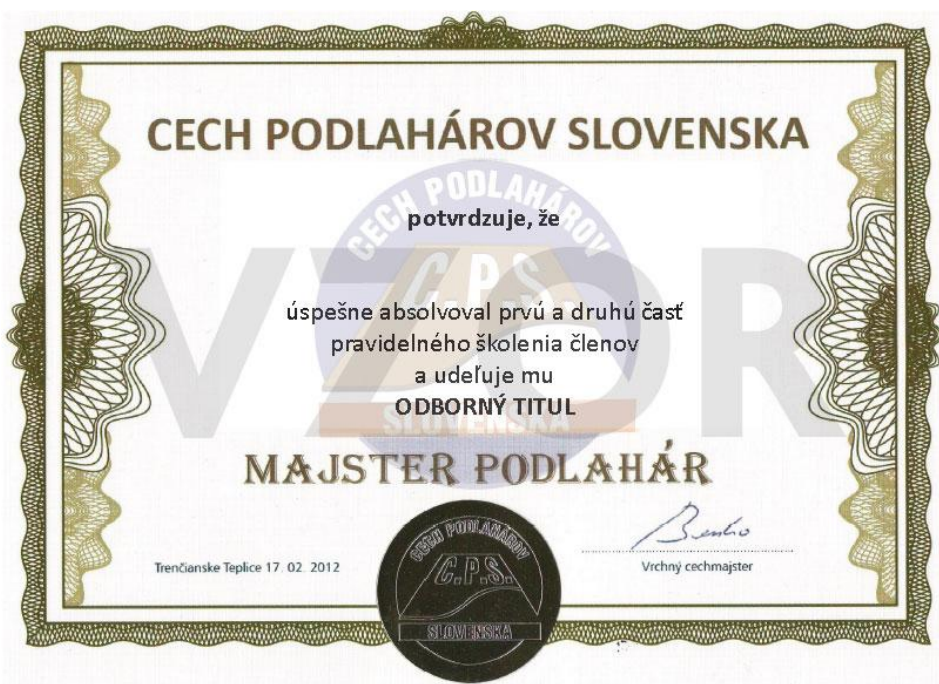 CECH PODLAHÁROV SLOVENSKA
CECH PODLAHÁROV
potvrdzuje, že
C.P.S.
VZOR
úspešne absolvoval prvú a druhú časť
pravidelného školenia členov
a udeľuje mu
ODBORNÝ TITUL
SLOVENSKA
MAJSTER PODLAHÁR
CECH PODLAHÁROV
C.P.S.
SLOVENSKA
Trenčianske Teplice 17. 02. 2012
Vrchný cechmajster